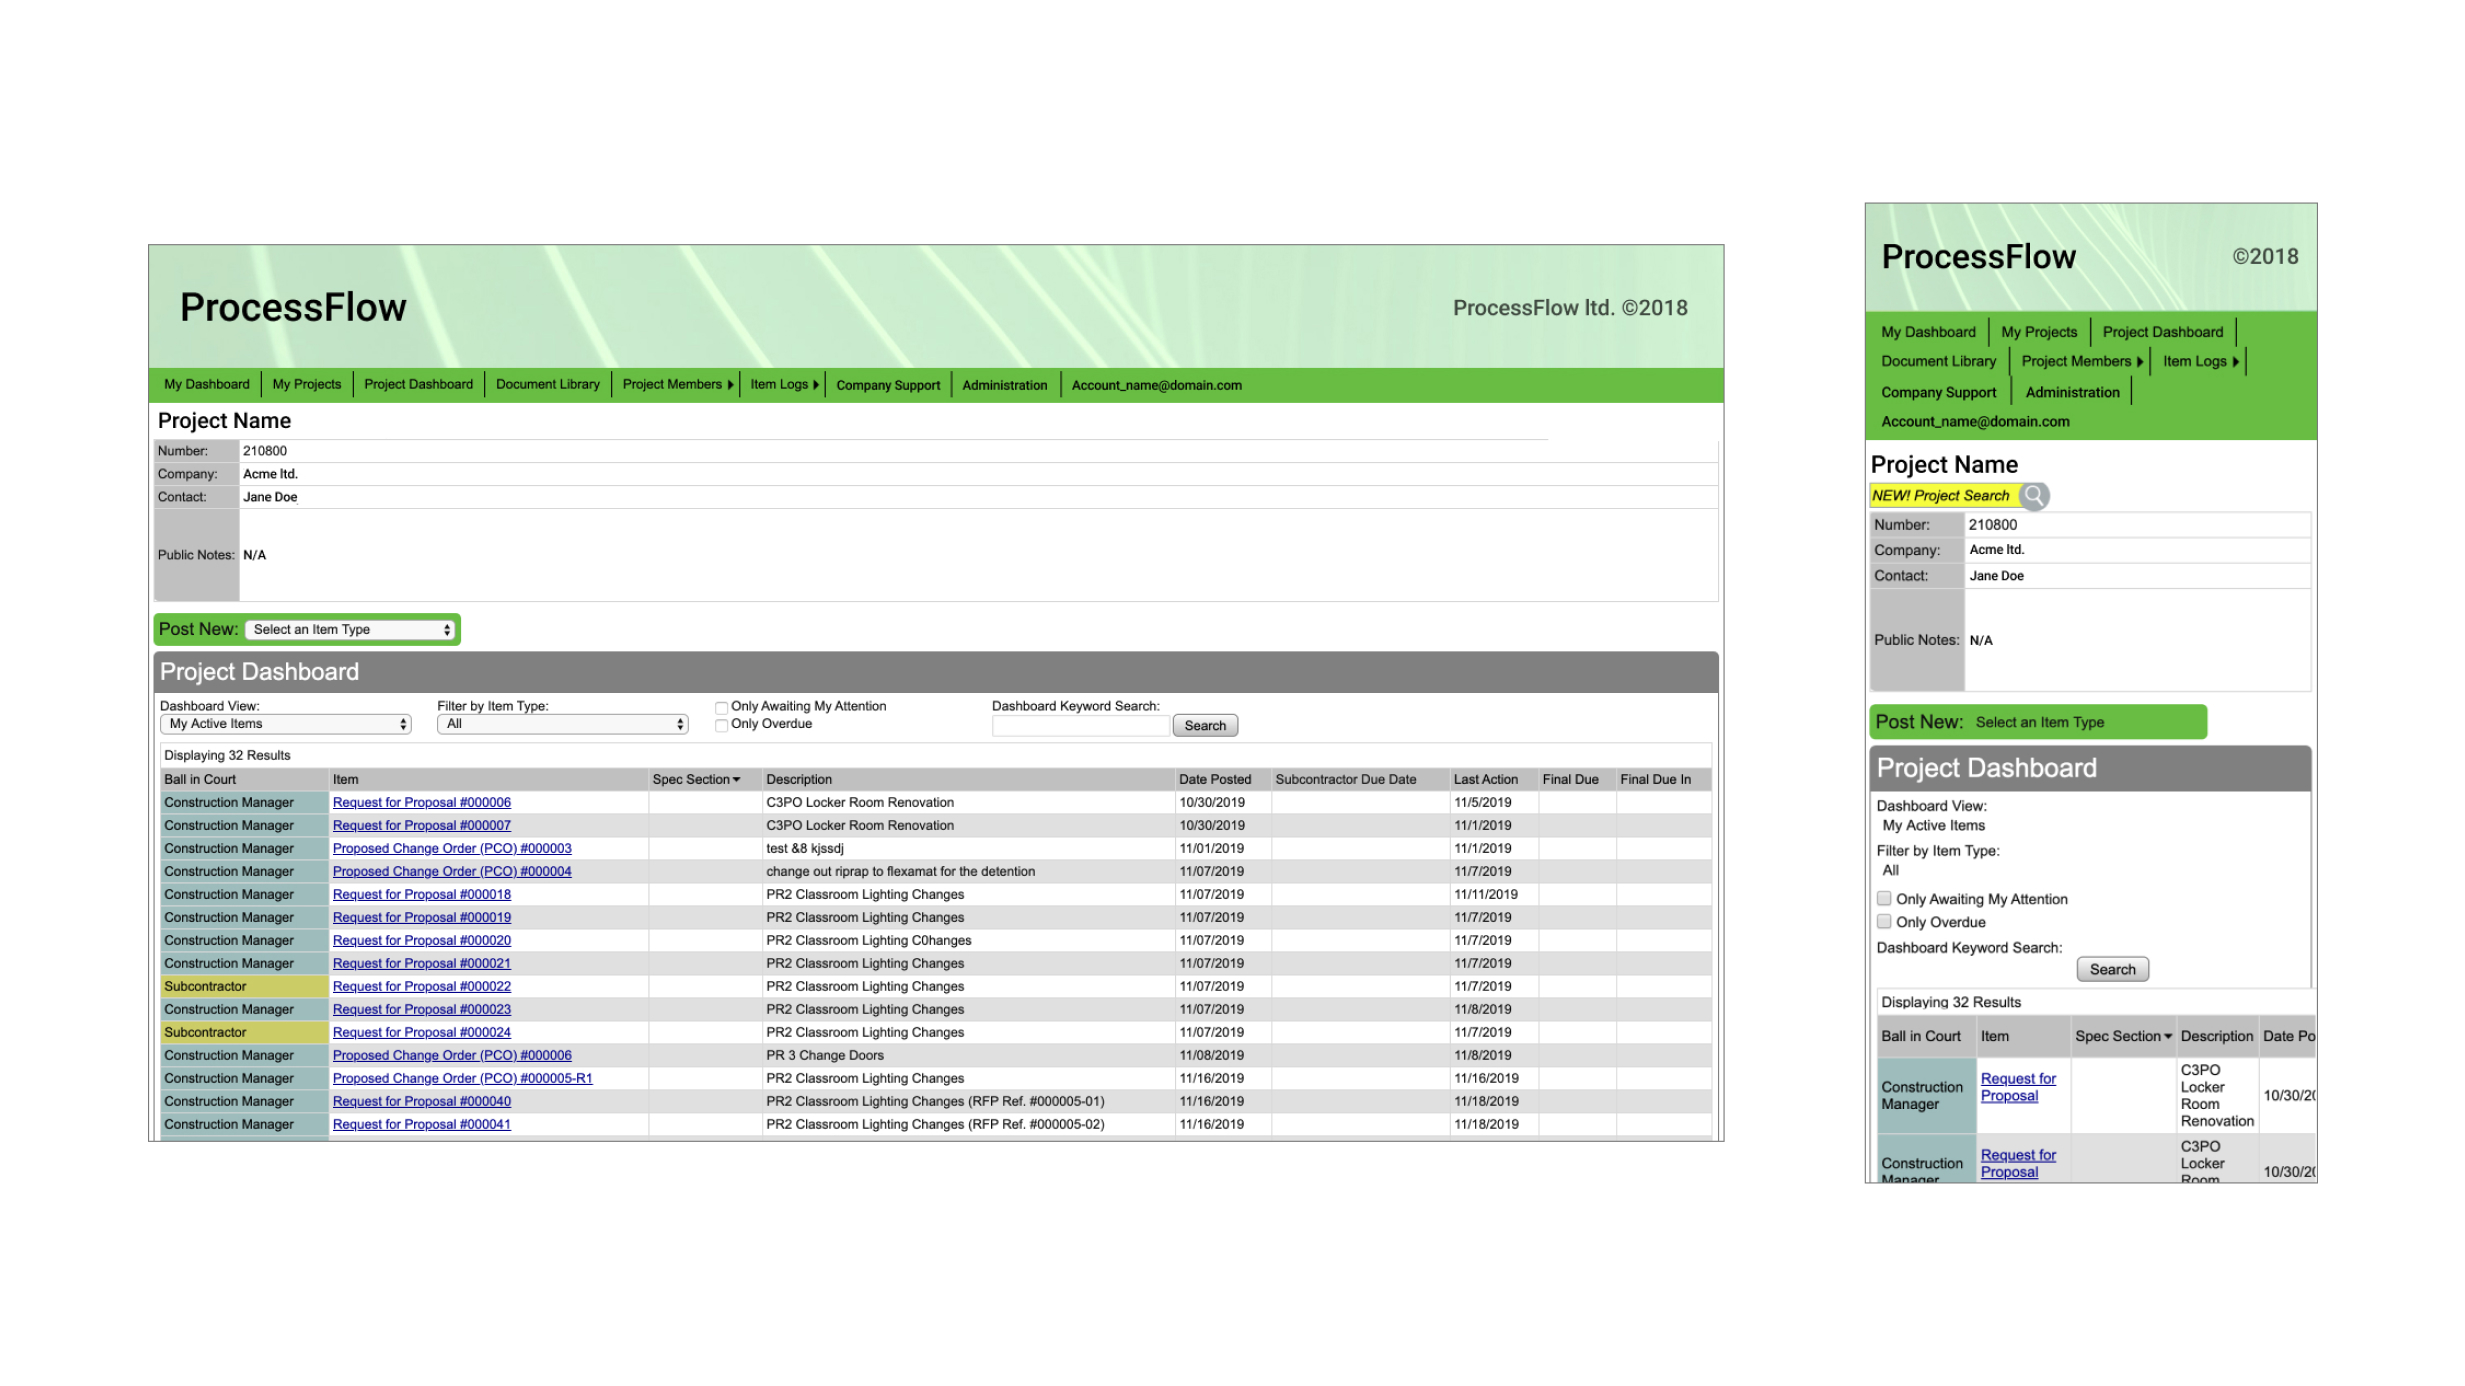 ProcessFlow
ProcessFlow ltd. ©2018
My Dashboard My Projects Project Dashboard Document Library Project Members Item Logs Company Support Administration Account_name@domain.com
Project Name
Number: 210800
Company: Acme ltd.
Contact: Jane Doe
Public Notes: N/A
Post New: Select an Item Type
Project Dashboard
Dashboard View: Filter by Item Type: Only Awaiting My Attention Dashboard Keyword Search:
My Active Items All Only Overdue Search
Displaying 32 Results
Ball in Court Item Spec Section Description Date Posted Subcontractor Due Date Last Action Final Due Final Due In
Construction Manager Request for Proposal #000006 C3PO Locker Room Renovation 10/30/2019 11/5/2019
Construction Manager Request for Proposal #000007 C3PO Locker Room Renovation 10/30/2019 11/1/2019
Construction Manager Proposed Change Order (PCO) #000003 test &8 kjssdj 11/01/2019 11/1/2019
Construction Manager Proposed Change Order (PCO) #000004 change out riprap to flexamat for the detention 11/07/2019 11/7/2019
Construction Manager Request for Proposal #000018 PR2 Classroom Lighting Changes 11/07/2019 11/11/2019
Construction Manager Request for Proposal #000019 PR2 Classroom Lighting Changes 11/07/2019 11/7/2019
Construction Manager Request for Proposal #000020 PR2 Classroom Lighting C0hanges 11/07/2019 11/7/2019
Construction Manager Request for Proposal #000021 PR2 Classroom Lighting Changes 11/07/2019 11/7/2019
Subcontractor Request for Proposal #000022 PR2 Classroom Lighting Changes 11/07/2019 11/7/2019
Construction Manager Request for Proposal #000023 PR2 Classroom Lighting Changes 11/07/2019 11/8/2019
Subcontractor Request for Proposal #000024 PR2 Classroom Lighting Changes 11/07/2019 11/7/2019
Construction Manager Proposed Change Order (PCO) #000006 PR 3 Change Doors 11/08/2019 11/8/2019
Construction Manager Proposed Change Order (PCO) #000005-R1 PR2 Classroom Lighting Changes 11/16/2019 11/16/2019
Construction Manager Request for Proposal #000040 PR2 Classroom Lighting Changes (RFP Ref. #000005-01) 11/16/2019 11/18/2019
Construction Manager Request for Proposal #000041 PR2 Classroom Lighting Changes (RFP Ref. #000005-02) 11/16/2019 11/18/2019
ProcessFlow ©2018
My Dashboard My Projects Project Dashboard
Document Library Project Members Item Logs
Company Support Administration
Account_name@domain.com
Project Name
NEW! Project Search
Number: 210800
Company: Acme ltd.
Contact: Jane Doe
Public Notes: N/A
Post New: Select an Item Type
Project Dashboard
Dashboard View:
My Active Items
Filter by Item Type:
All
Only Awaiting My Attention
Only Overdue
Dashboard Keyword Search:
Search
Displaying 32 Results
Ball in Court Item Spec Section Description Date Po
Construction Manager Request for Proposal C3PO Locker Room Renovation 10/30/20
Construction Manager Request for Proposal C3PO Locker Room 10/30/20